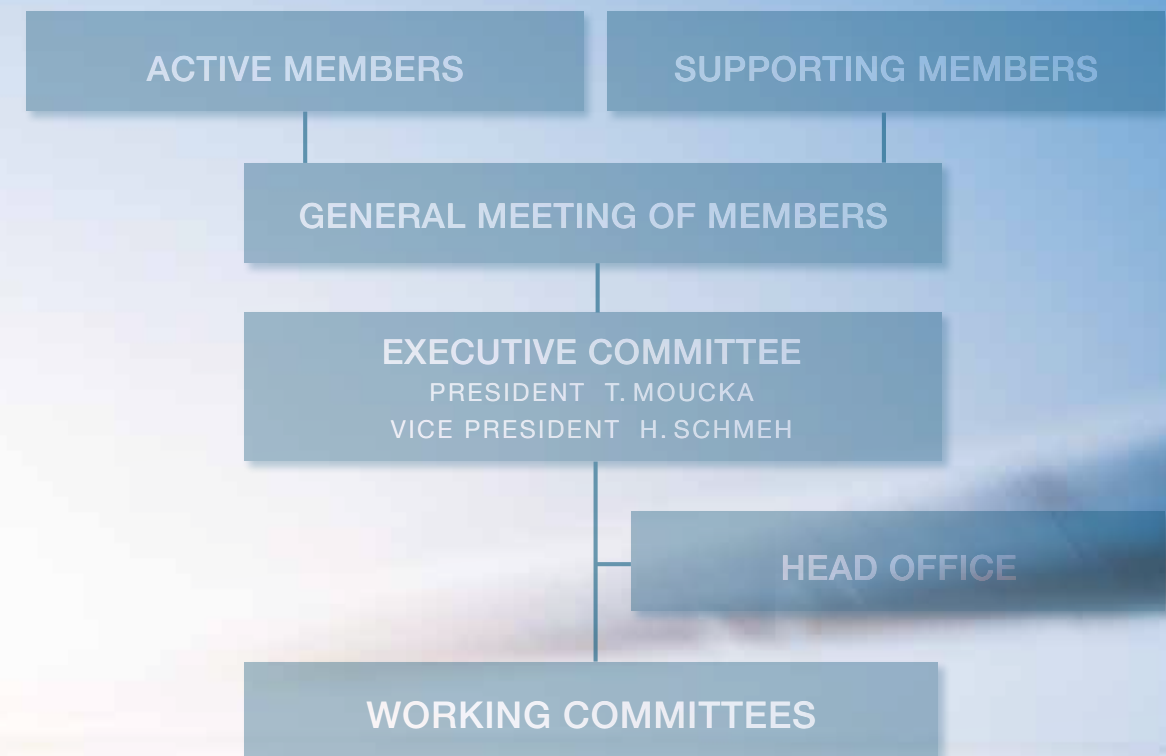 ACTIVE MEMBERS
SUPPORTING MEMBERS
GENERAL MEETING OF MEMBERS
EXECUTIVE COMMITTEE
PRESIDENT T. MOUCKA
VICE PRESIDENT H. SCHMEH
HEAD OFFICE
WORKING COMMITTEES